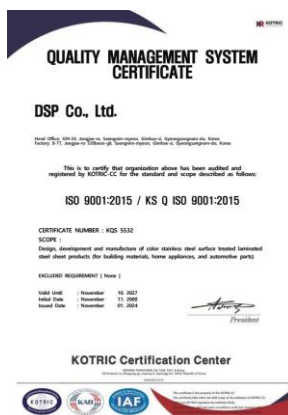 KOTRIC
QUALITY MANAGEMENT SYSTEM
CERTIFICATE
DSP Co., Ltd.
This is to certify that organization above has been audited and
registered by KOTRIC-CC for the standard and scope described as follows:
ISO 9001:2015 / KS Q ISO 9001:2015
CERTIFICATE NUMBER : KQS 5532
SCOPE :
Design, development and manufacture of color stainless steel surface treated laminated
steel sheet products (for building materials, home appliances, and automotive parts)
EXCLUDED REQUIREMENT [ None ]
Valid Until : November 10. 2027
Initial Date : November 11. 2000
Issued Date : November 01. 2024
President
KOTRIC Certification Center
KOTRIC
KAB
IAF